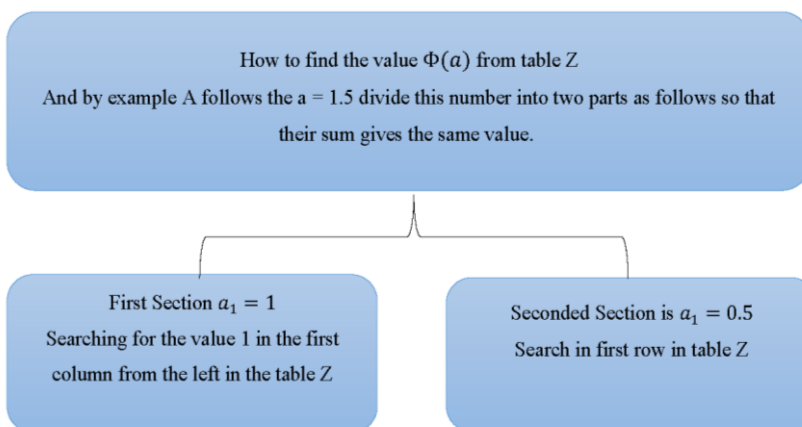 How to find the value Φ(a) from table Z
And by example A follows the a = 1.5 divide this number into two parts as follows so that
their sum gives the same value.
First Section a₁ = 1
Searching for the value 1 in the first
column from the left in the table Z
Seconded Section is a₁ = 0.5
Search in first row in table Z